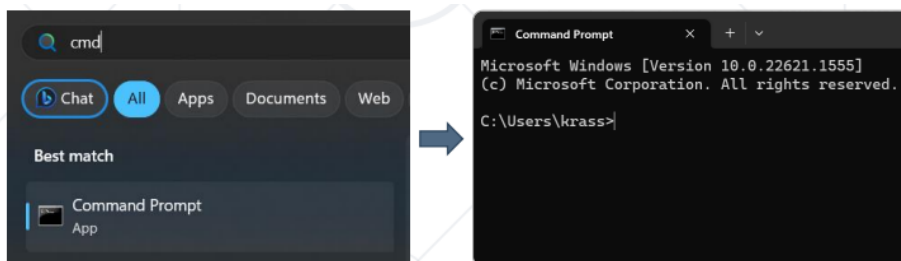 cmd
Chat All Apps Documents Web
Best match
Command Prompt
App
Command Prompt
Microsoft Windows [Version 10.0.22621.1555]
(c) Microsoft Corporation. All rights reserved.
C:\Users\krass>